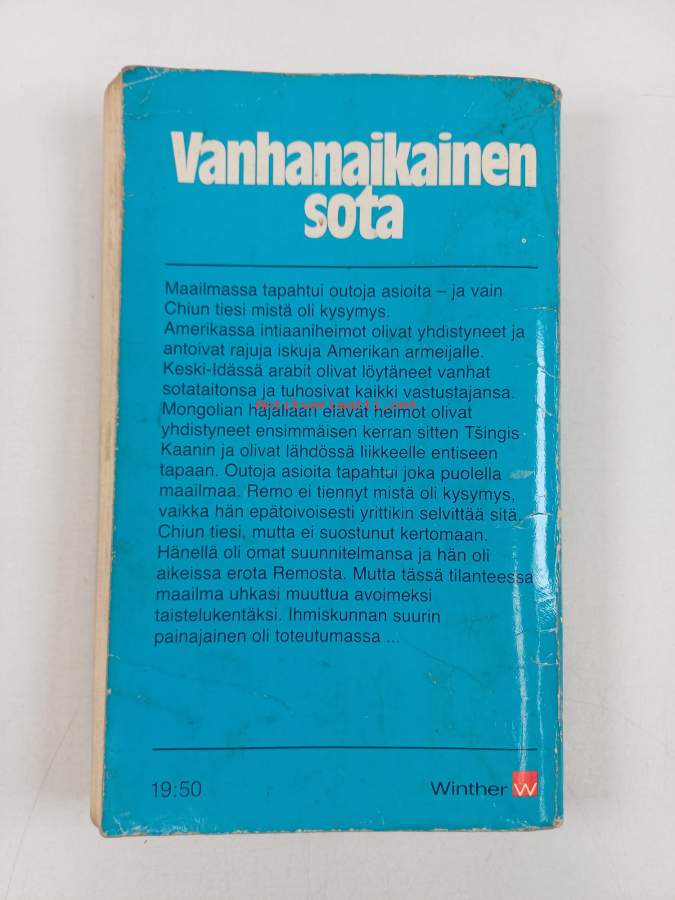 Vanhanaikainen
sota
Maailmassa tapahtui outoja asioita – ja vain
Chiun tiesi mistä oli kysymys.
Amerikassa intiaaniheimot olivat yhdistyneet ja
antoivat rajuja iskuja Amerikan armeijalle.
Keski-Idässä arabit olivat löytäneet vanhat
sotataitonsa ja tuhosivat kaikki vastustajansa.
Antikvariaatti.net
Mongolian hajallaan elävät heimot olivat
yhdistyneet ensimmäisen kerran sitten Tšingis
Kaanin ja olivat lähdössä liikkeelle entiseen
tapaan. Outoja asioita tapahtui joka puolella
maailmaa. Remo ei tiennyt mistä oli kysymys,
vaikka hän epätoivoisesti yrittikin selvittää sitä.
Chiun tiesi, mutta ei suostunut kertomaan.
Hänellä oli omat suunnitelmansa ja hän oli
aikeissa erota Remosta. Mutta tässä tilanteessa
maailma uhkasi muuttua avoimeksi
taistelukentäksi. Ihmiskunnan suurin
painajainen oli toteutumassa ...
19:50
Winther W